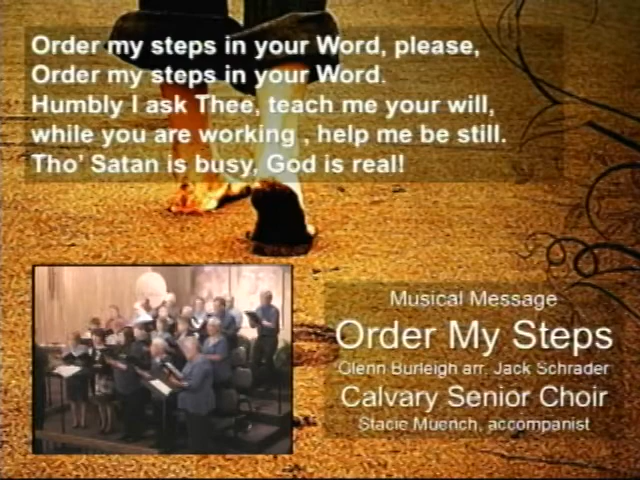 Order my steps in your Word, please,
Order my steps in your Word.
Humbly I ask Thee, teach me your will,
while you are working , help me be still.
Tho' Satan is busy, God is real!
Musical Message
Order My Steps
Glenn Burleigh arr. Jack Schrader
Calvary Senior Choir
Stacie Muench, accompanist